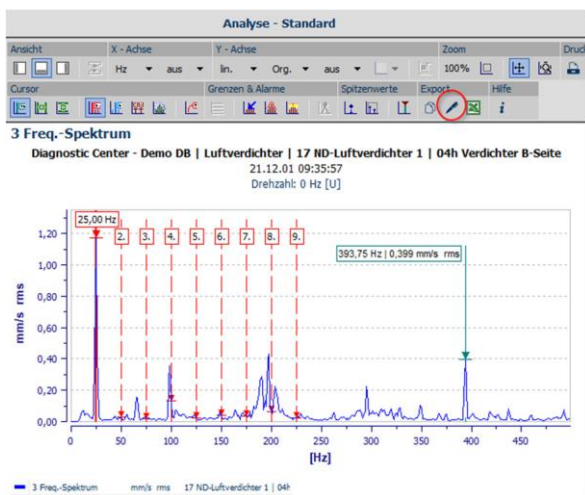 Analyse - Standard
Ansicht X - Achse Y - Achse Zoom Druck
Hz aus lin. Org. aus 100%
Cursor Grenzen & Alarme Spitzenwerte Export Hilfe
i
3 Freq.-Spektrum
Diagnostic Center - Demo DB | Luftverdichter | 17 ND-Luftverdichter 1 | 04h Verdichter B-Seite
21.12.01 09:35:57
Drehzahl: 0 Hz [U]
25,00 Hz
2. 3. 4. 5. 6. 7. 8. 9.
393,75 Hz | 0,399 mm/s rms
mm/s rms
1,20
1,00
0,80
0,60
0,40
0,20
0,00
0 50 100 150 200 250 300 350 400 450
[Hz]
3 Freq.-Spektrum mm/s rms 17 ND-Luftverdichter 1 | 04h